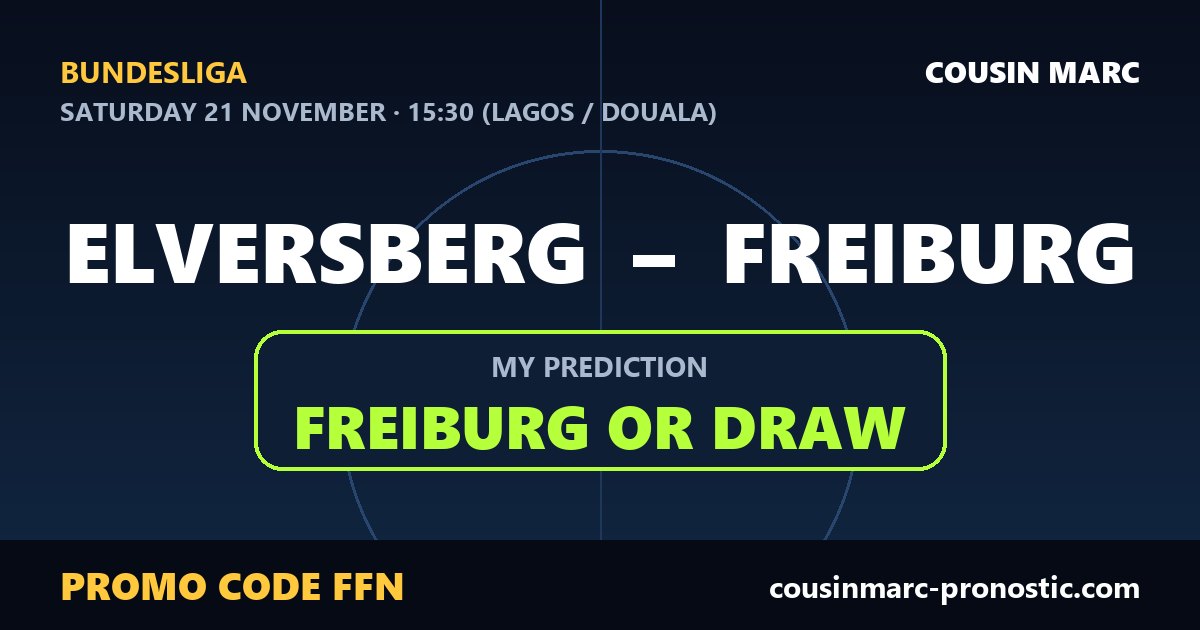 BUNDESLIGA
COUSIN MARC
SATURDAY 21 NOVEMBER · 15:30 (LAGOS / DOUALA)
ELVERSBERG – FREIBURG
MY PREDICTION
FREIBURG OR DRAW
PROMO CODE FFN
cousinmarc-pronostic.com